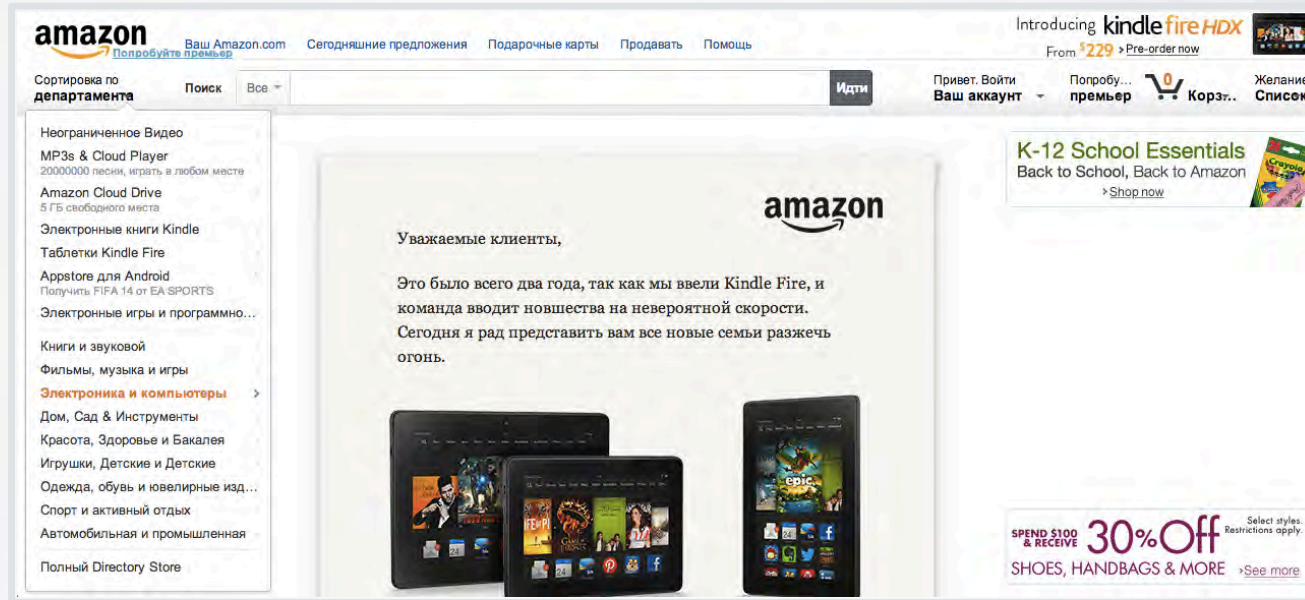 amazon
Попробуйте премьер
Ваш Amazon.com Сегодняшние предложения Подарочные карты Продавать Помощь
Introducing kindle fire HDX
From $229 > Pre-order now
Сортировка по
департамента
Поиск
Все
Идти
Привет. Войти
Ваш аккаунт
Попробу...
премьер
0
Корз...
Желание
Список
Неограниченное Видео
MP3s & Cloud Player
20000000 песни, играть в любом месте
Amazon Cloud Drive
5 ГБ свободного места
Электронные книги Kindle
Таблетки Kindle Fire
Appstore для Android
Получить FIFA 14 от EA SPORTS
Электронные игры и программно...
Книги и звуковой
Фильмы, музыка и игры
Электроника и компьютеры
Дом, Сад & Инструменты
Красота, Здоровье и Бакалея
Игрушки, Детские и Детские
Одежда, обувь и ювелирные изд...
Спорт и активный отдых
Автомобильная и промышленная
Полный Directory Store
amazon
Уважаемые клиенты,
Это было всего два года, так как мы ввели Kindle Fire, и
команда вводит новшества на невероятной скорости.
Сегодня я рад представить вам все новые семьи разжечь
огонь.
epic
K-12 School Essentials
Back to School, Back to Amazon
> Shop now
Crayola
SPEND $100
& RECEIVE
30% Off
Select styles.
Restrictions apply.
SHOES, HANDBAGS & MORE
> See more